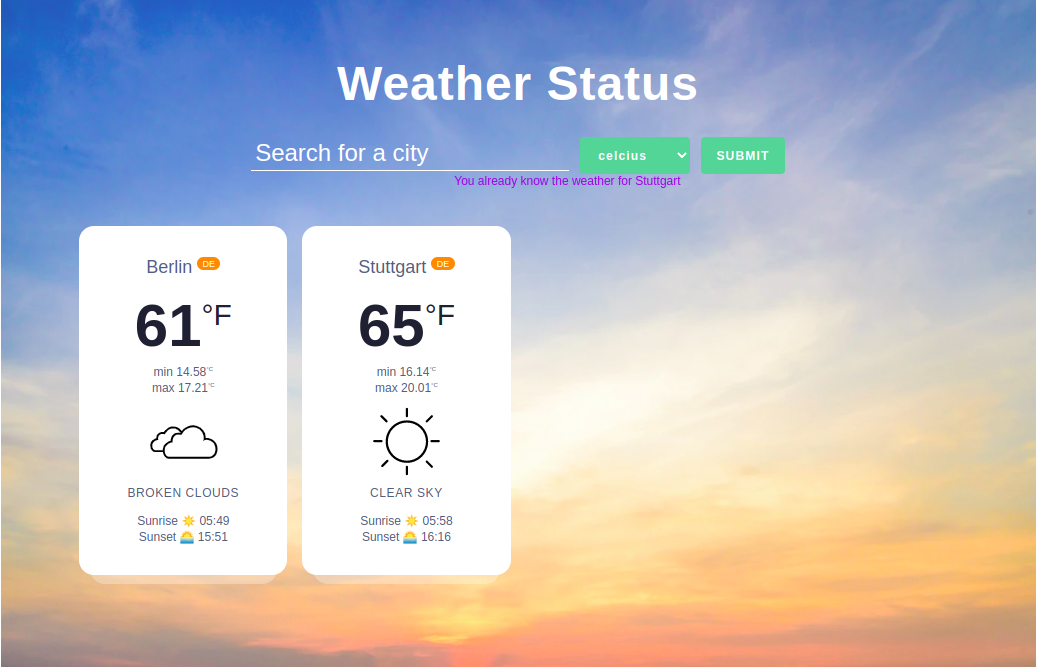 Weather Status
Search for a city
celcius
SUBMIT
You already know the weather for Stuttgart
Berlin DE
61°F
min 14.58°C
max 17.21°C
BROKEN CLOUDS
Sunrise ☀️ 05:49
Sunset 🌅 15:51
Stuttgart DE
65°F
min 16.14°C
max 20.01°C
CLEAR SKY
Sunrise ☀️ 05:58
Sunset 🌅 16:16